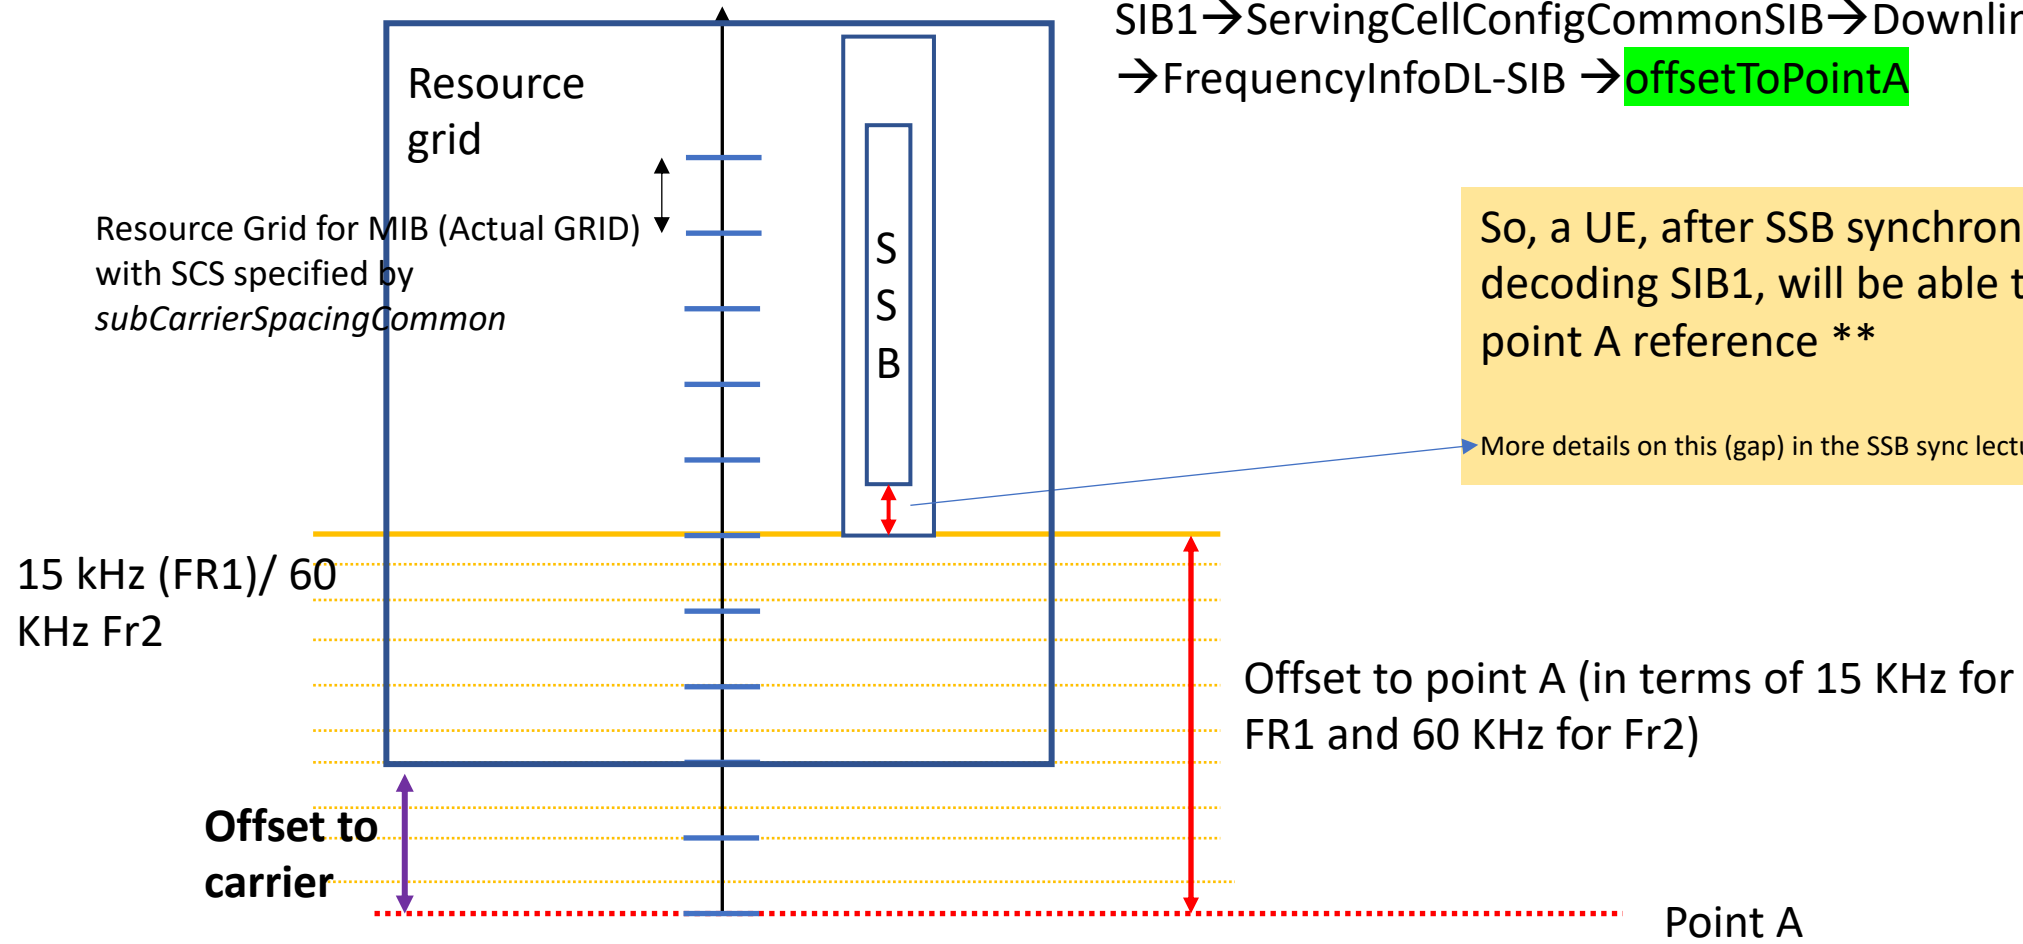 SIB1→ServingCellConfigCommonSIB→Downlin
→FrequencyInfoDL-SIB →offsetToPointA
Resource
grid
Resource Grid for MIB (Actual GRID)
with SCS specified by
subCarrierSpacingCommon
S
S
B
So, a UE, after SSB synchron
decoding SIB1, will be able t
point A reference **
More details on this (gap) in the SSB sync lectu
15 kHz (FR1)/ 60
KHz Fr2
Offset to point A (in terms of 15 KHz for
FR1 and 60 KHz for Fr2)
Offset to
carrier
Point A